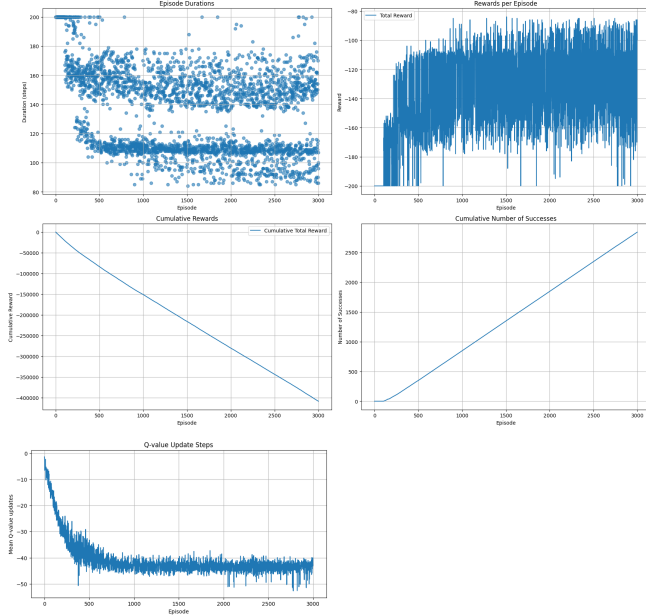 Episode Durations
200
180
160
140
120
100
80
Duration (steps)
0 500 1000 1500 2000 2500 3000
Episode
Rewards per Episode
Total Reward
−80
−100
−120
−140
−160
−180
−200
Reward
0 500 1000 1500 2000 2500 3000
Episode
Cumulative Rewards
Cumulative Total Reward
0
−50000
−100000
−150000
−200000
−250000
−300000
−350000
−400000
Cumulative Reward
0 500 1000 1500 2000 2500 3000
Episode
Cumulative Number of Successes
2500
2000
1500
1000
500
0
Number of Successes
0 500 1000 1500 2000 2500 3000
Episode
Q-value Update Steps
0
−10
−20
−30
−40
−50
Mean Q-value updates
0 500 1000 1500 2000 2500 3000
Episode